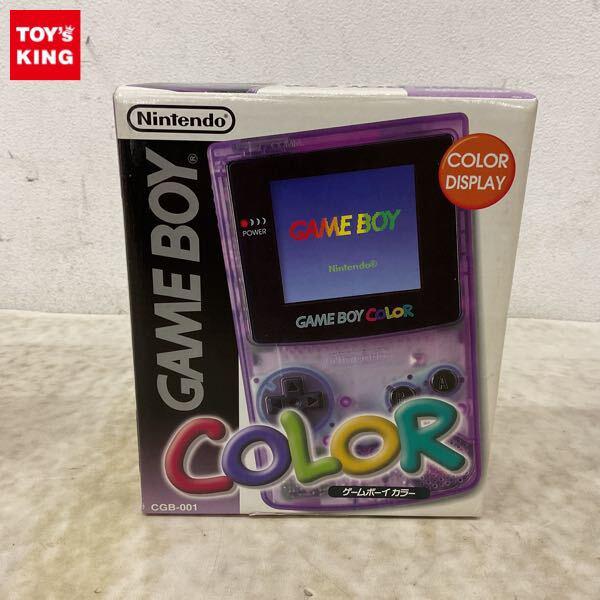 TOY's
KING
Nintendo
GAME BOY
COLOR
DISPLAY
POWER
GAME BOY
Nintendo®
GAME BOY COLOR
B A
COLOR
ゲームボーイ カラー
CGB-001